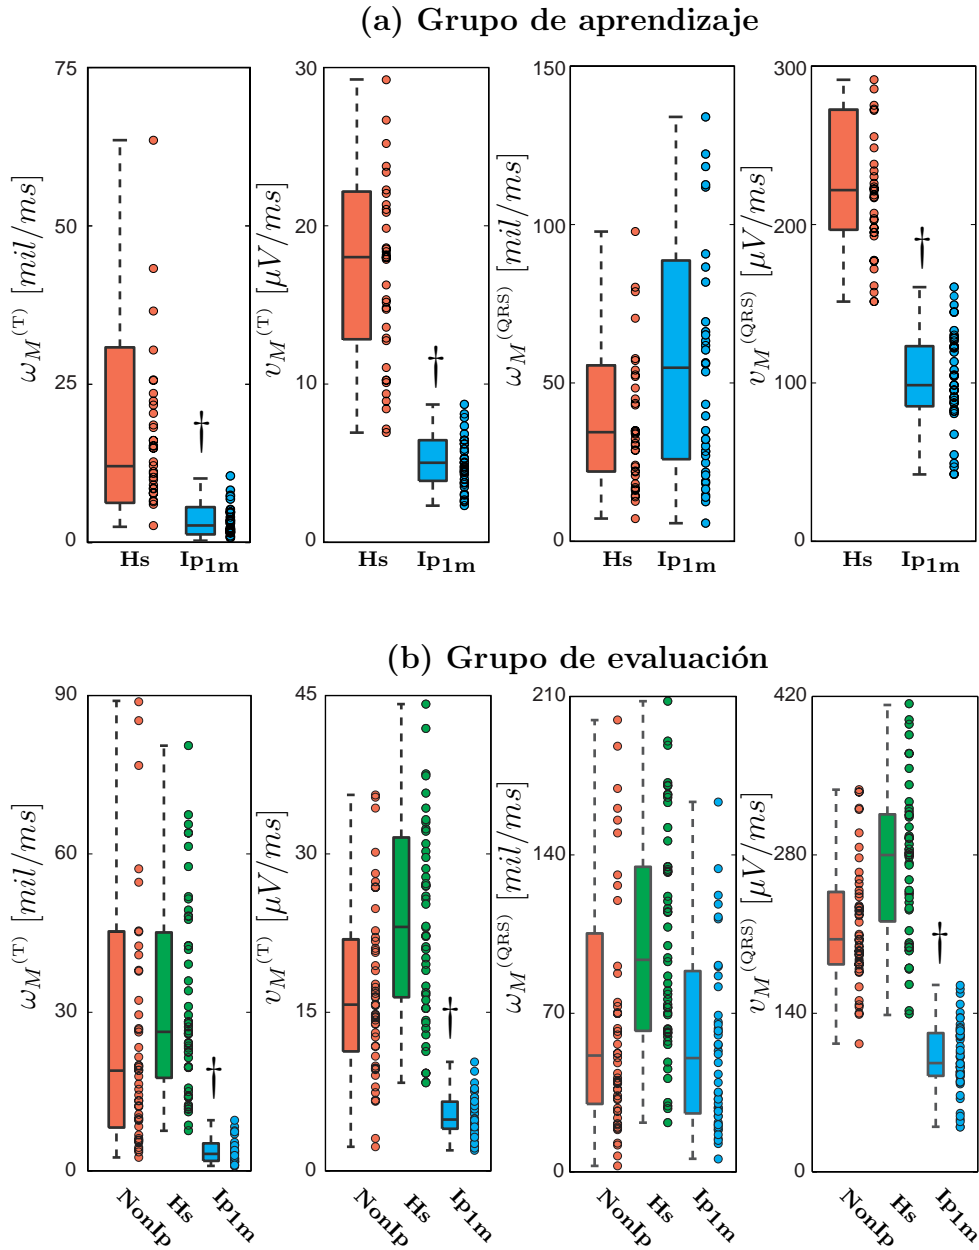 (a) Grupo de aprendizaje
ω_M^(T) [mil/ms]
75
50
25
0
Hs Ip1m
†
v_M^(T) [μV/ms]
30
20
10
0
Hs Ip1m
†
ω_M^(QRS) [mil/ms]
150
100
50
0
Hs Ip1m
v_M^(QRS) [μV/ms]
300
200
100
0
Hs Ip1m
†
(b) Grupo de evaluación
ω_M^(T) [mil/ms]
90
60
30
0
NonIp Hs Ip1m
†
v_M^(T) [μV/ms]
45
30
15
0
NonIp Hs Ip1m
†
ω_M^(QRS) [mil/ms]
210
140
70
0
NonIp Hs Ip1m
v_M^(QRS) [μV/ms]
420
280
140
0
NonIp Hs Ip1m
†